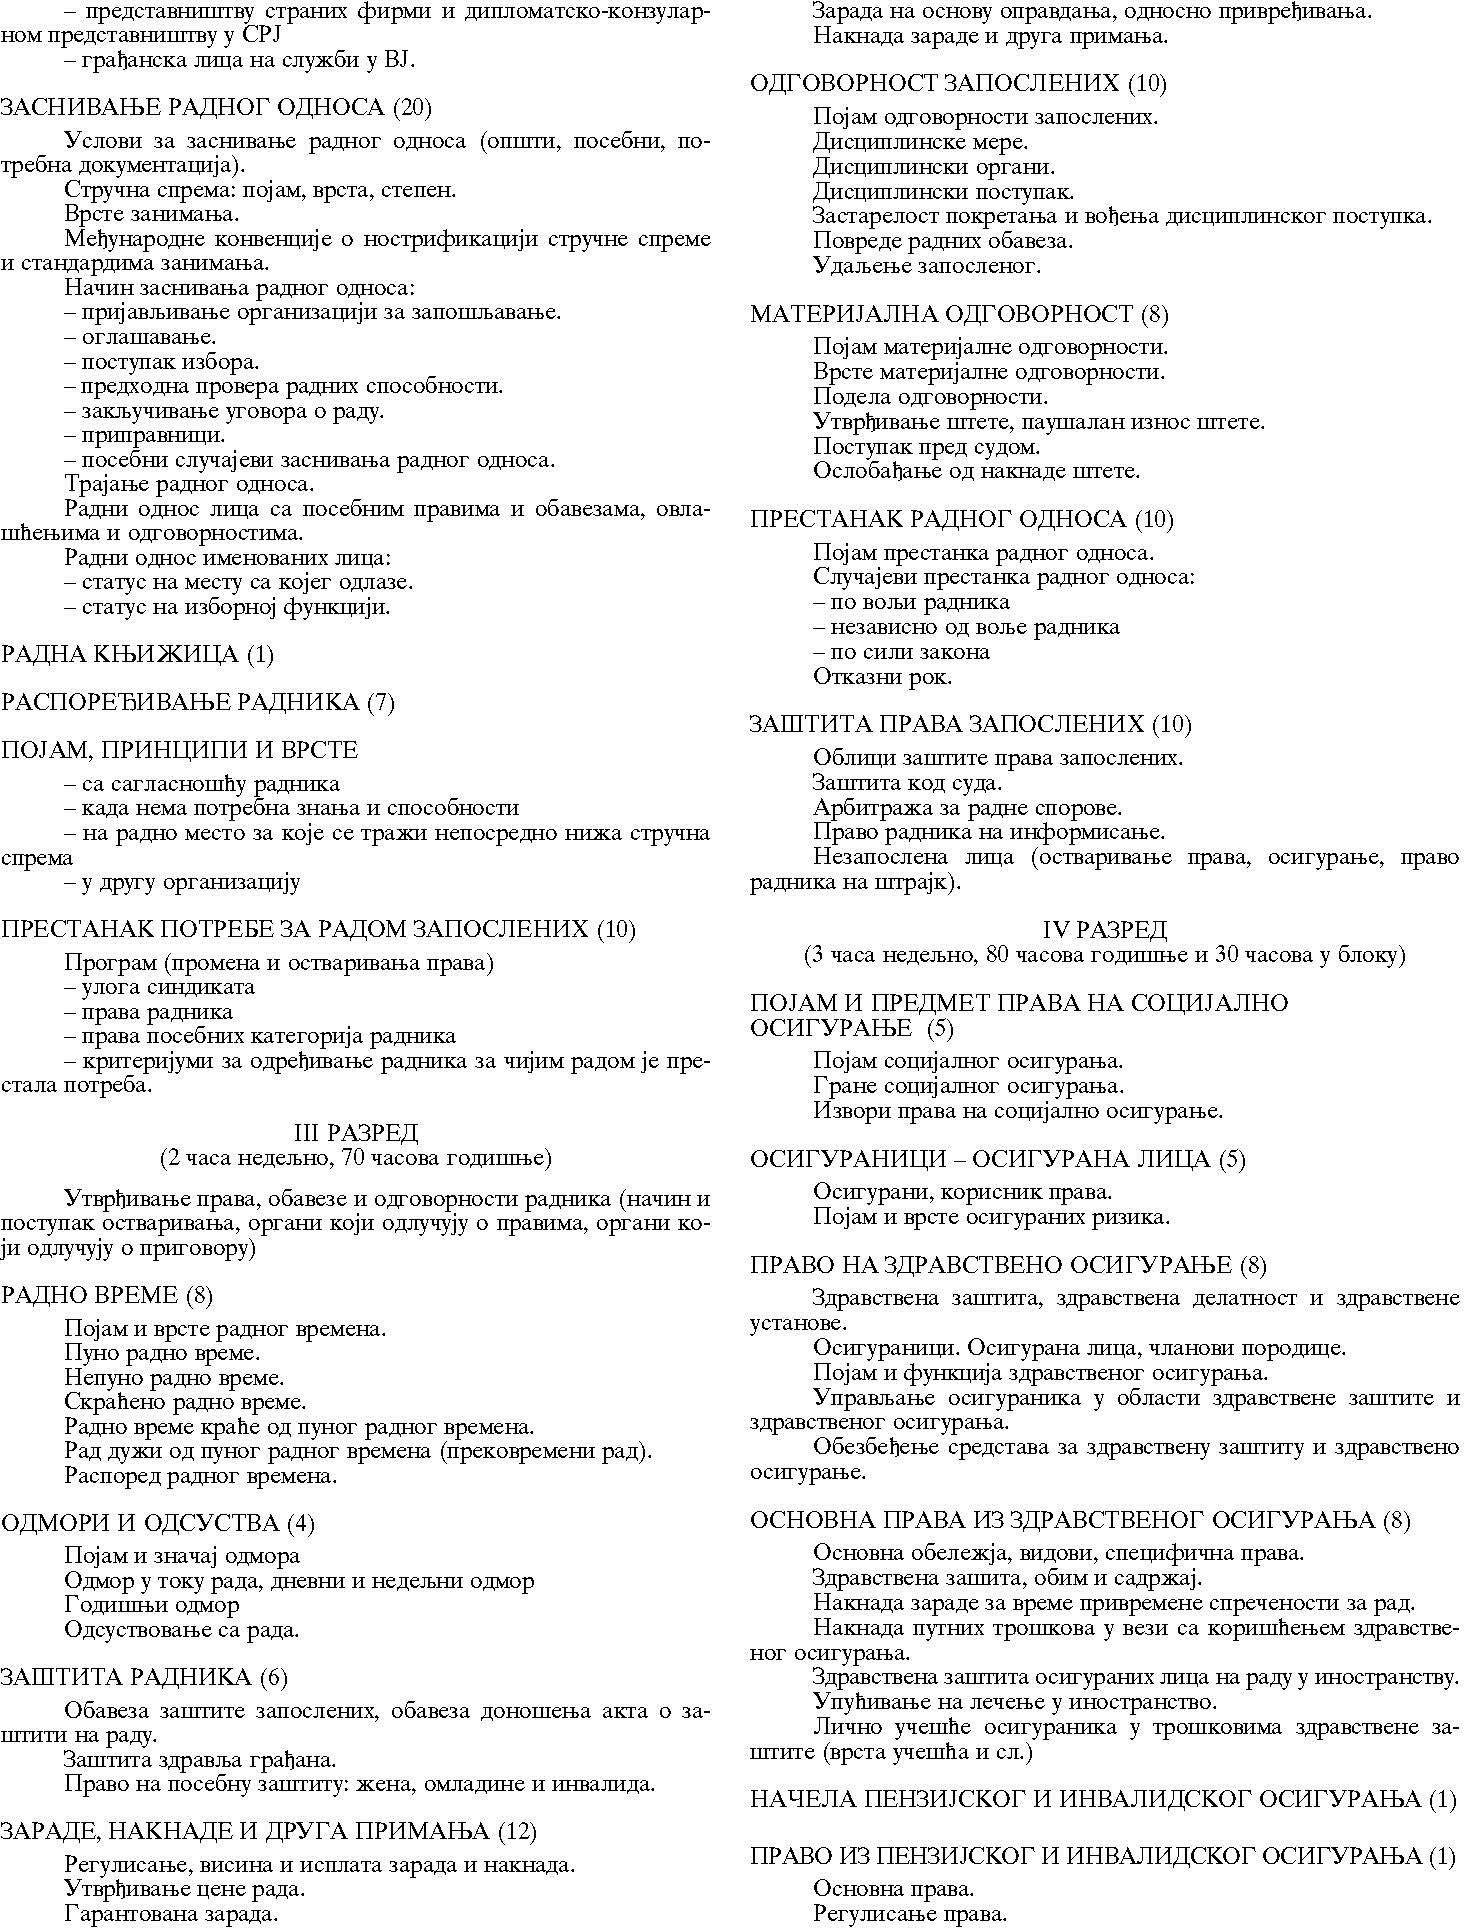 – представништву страних фирми и дипломатско-конзулар-
ном представништву у СРЈ
– грађанска лица на служби у ВЈ.
ЗАСНИВАЊЕ РАДНОГ ОДНОСА (20)
Услови за заснивање радног односа (општи, посебни, по-
требна документација).
Стручна спрема: појам, врста, степен.
Врсте занимања.
Међународне конвенције о нострификацији стручне спреме
и стандардима занимања.
Начин заснивања радног односа:
– пријављивање организацији за запошљавање.
– оглашавање.
– поступак избора.
– предходна провера радних способности.
– закључивање уговора о раду.
– приправници.
– посебни случајеви заснивања радног односа.
Трајање радног односа.
Радни однос лица са посебним правима и обавезама, овла-
шћењима и одговорностима.
Радни однос именованих лица:
– статус на месту са којег одлазе.
– статус на изборној функцији.
РАДНА КЊИЖИЦА (1)
РАСПОРЕЂИВАЊЕ РАДНИКА (7)
ПОЈАМ, ПРИНЦИПИ И ВРСТЕ
– са сагласношћу радника
– када нема потребна знања и способности
– на радно место за које се тражи непосредно нижа стручна
спрема
– у другу организацију
ПРЕСТАНАК ПОТРЕБЕ ЗА РАДОМ ЗАПОСЛЕНИХ (10)
Програм (промена и остваривања права)
– улога синдиката
– права радника
– права посебних категорија радника
– критеријуми за одређивање радника за чијим радом је пре-
стала потреба.
III РАЗРЕД
(2 часа недељно, 70 часова годишње)
Утврђивање права, обавезе и одговорности радника (начин и
поступак остваривања, органи који одлучују о правима, органи ко-
ји одлучују о приговору)
РАДНО ВРЕМЕ (8)
Појам и врсте радног времена.
Пуно радно време.
Непуно радно време.
Скраћено радно време.
Радно време краће од пуног радног времена.
Рад дужи од пуног радног времена (прековремени рад).
Распоред радног времена.
ОДМОРИ И ОДСУСТВА (4)
Појам и значај одмора
Одмор у току рада, дневни и недељни одмор
Годишњи одмор
Одсуствовање са рада.
ЗАШТИТА РАДНИКА (6)
Обавеза заштите запослених, обавеза доношења акта о за-
штити на раду.
Заштита здравља грађана.
Право на посебну заштиту: жена, омладине и инвалида.
ЗАРАДЕ, НАКНАДЕ И ДРУГА ПРИМАЊА (12)
Регулисање, висина и исплата зарада и накнада.
Утврђивање цене рада.
Гарантована зарада.
Зарада на основу оправдања, односно привређивања.
Накнада зараде и друга примања.
ОДГОВОРНОСТ ЗАПОСЛЕНИХ (10)
Појам одговорности запослених.
Дисциплинске мере.
Дисциплински органи.
Дисциплински поступак.
Застарелост покретања и вођења дисциплинског поступка.
Повреде радних обавеза.
Удаљење запосленог.
МАТЕРИЈАЛНА ОДГОВОРНОСТ (8)
Појам материјалне одговорности.
Врсте материјалне одговорности.
Подела одговорности.
Утврђивање штете, паушалан износ штете.
Поступак пред судом.
Ослобађање од накнаде штете.
ПРЕСТАНАК РАДНОГ ОДНОСА (10)
Појам престанка радног односа.
Случајеви престанка радног односа:
– по вољи радника
– независно од воље радника
– по сили закона
Отказни рок.
ЗАШТИТА ПРАВА ЗАПОСЛЕНИХ (10)
Облици заштите права запослених.
Заштита код суда.
Арбитража за радне спорове.
Право радника на информисање.
Незапослена лица (остваривање права, осигурање, право
радника на штрајк).
IV РАЗРЕД
(3 часа недељно, 80 часова годишње и 30 часова у блоку)
ПОЈАМ И ПРЕДМЕТ ПРАВА НА СОЦИЈАЛНО
ОСИГУРАЊЕ (5)
Појам социјалног осигурања.
Гране социјалног осигурања.
Извори права на социјално осигурање.
ОСИГУРАНИЦИ – ОСИГУРАНА ЛИЦА (5)
Осигурани, корисник права.
Појам и врсте осигураних ризика.
ПРАВО НА ЗДРАВСТВЕНО ОСИГУРАЊЕ (8)
Здравствена заштита, здравствена делатност и здравствене
установе.
Осигураници. Осигурана лица, чланови породице.
Појам и функција здравственог осигурања.
Управљање осигураника у области здравствене заштите и
здравственог осигурања.
Обезбеђење средстава за здравствену заштиту и здравствено
осигурање.
ОСНОВНА ПРАВА ИЗ ЗДРАВСТВЕНОГ ОСИГУРАЊА (8)
Основна обележја, видови, специфична права.
Здравствена зашита, обим и садржај.
Накнада зараде за време привремене спречености за рад.
Накнада путних трошкова у вези са коришћењем здравстве-
ног осигурања.
Здравствена заштита осигураних лица на раду у иностранству.
Упућивање на лечење у иностранство.
Лично учешће осигураника у трошковима здравствене за-
штите (врста учешћа и сл.)
НАЧЕЛА ПЕНЗИЈСКОГ И ИНВАЛИДСКОГ ОСИГУРАЊА (1)
ПРАВО ИЗ ПЕНЗИЈСКОГ И ИНВАЛИДСКОГ ОСИГУРАЊА (1)
Основна права.
Регулисање права.